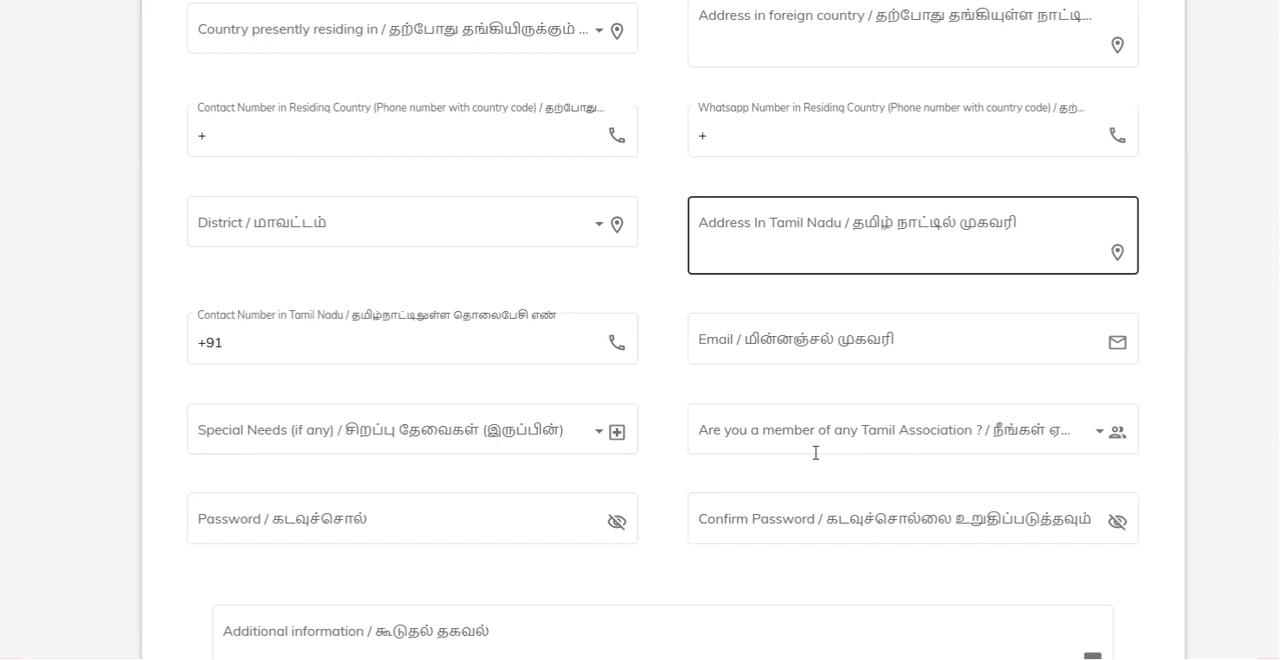 Country presently residing in / தற்போது தங்கியிருக்கும் ...
Address in foreign country / தற்போது தங்கியுள்ள நாட்டி...
Contact Number in Residing Country (Phone number with country code) / தற்போது...
+
Whatsapp Number in Residing Country (Phone number with country code) / தற்...
+
District / மாவட்டம்
Address In Tamil Nadu / தமிழ் நாட்டில் முகவரி
Contact Number in Tamil Nadu / தமிழ்நாட்டிலுள்ள தொலைபேசி எண்
+91
Email / மின்னஞ்சல் முகவரி
Special Needs (if any) / சிறப்பு தேவைகள் (இருப்பின்)
Are you a member of any Tamil Association ? / நீங்கள் ஏ...
Password / கடவுச்சொல்
Confirm Password / கடவுச்சொல்லை உறுதிப்படுத்தவும்
Additional information / கூடுதல் தகவல்